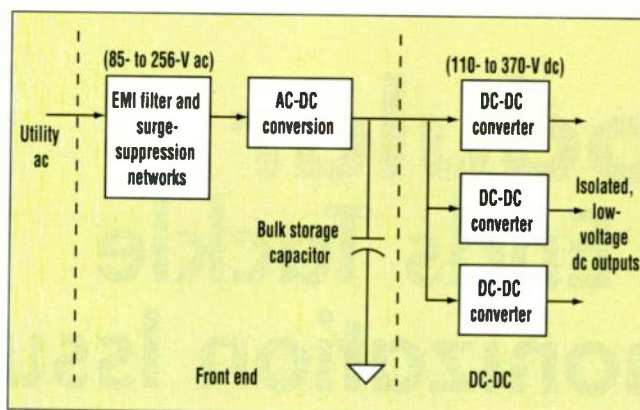 (85- to 256-V ac)
EMI filter and
surge-
suppression
networks
AC-DC
conversion
(110- to 370-V dc)
DC-DC
converter
Utility
ac
DC-DC
converter
Isolated,
low-
voltage
dc outputs
Bulk storage
capacitor
DC-DC
converter
Front end
DC-DC